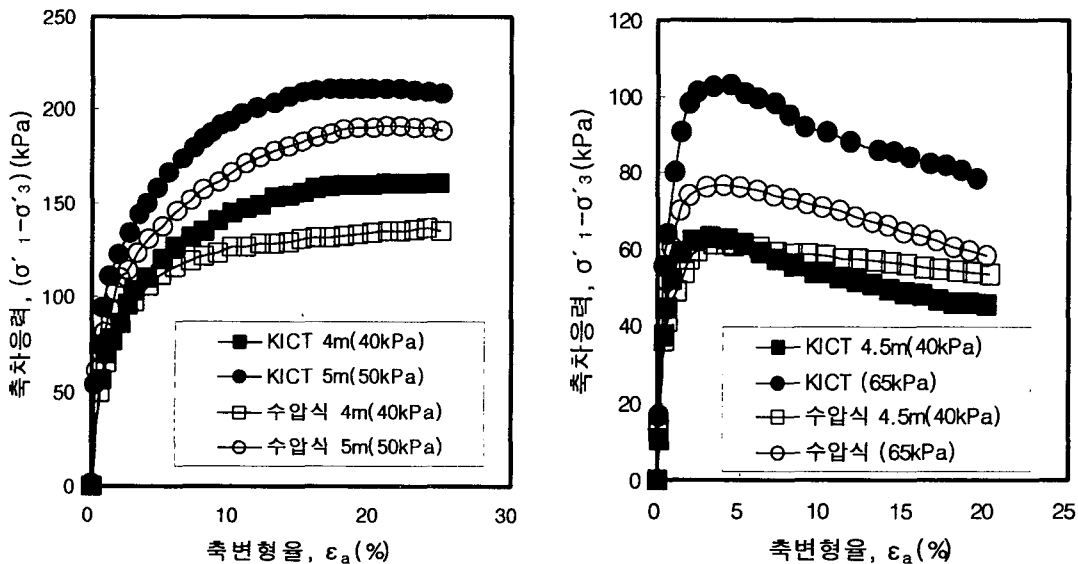 250
200
150
100
50
0
축차응력, (σ′1-σ′3)(kPa)
KICT 4m(40kPa)
KICT 5m(50kPa)
수압식 4m(40kPa)
수압식 5m(50kPa)
0 10 20 30
축변형율, εa(%)
120
100
80
60
40
20
0
축차응력, σ′1-σ′3(kPa)
KICT 4.5m(40kPa)
KICT (65kPa)
수압식 4.5m(40kPa)
수압식 (65kPa)
0 5 10 15 20 25
축변형율, εa(%)